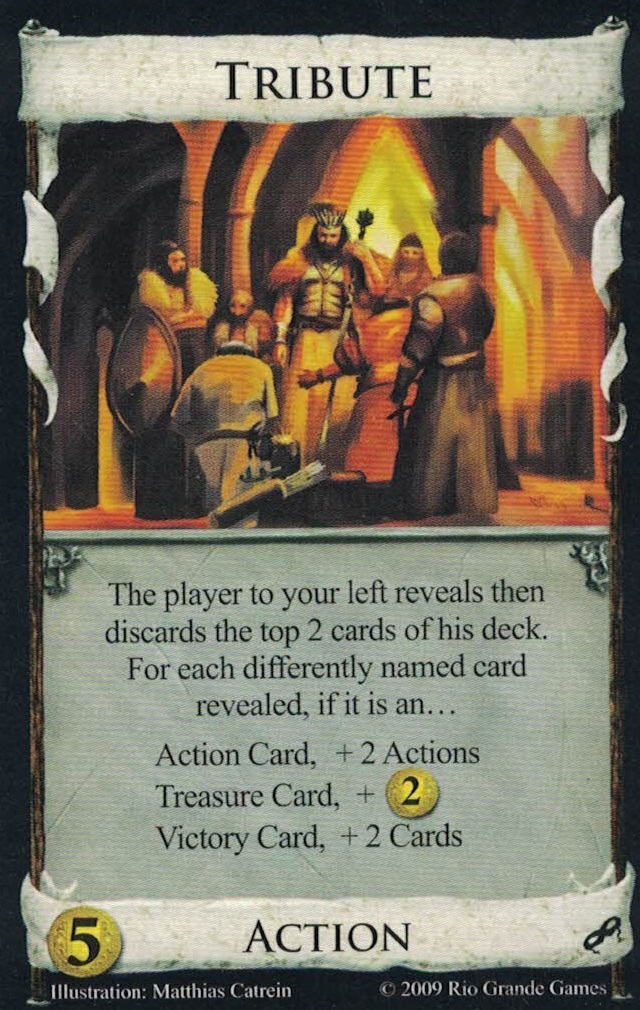 TRIBUTE
The player to your left reveals then
discards the top 2 cards of his deck.
For each differently named card
revealed, if it is an…
Action Card, +2 Actions
Treasure Card, + 2
Victory Card, +2 Cards
5 ACTION
Illustration: Matthias Catrein © 2009 Rio Grande Games